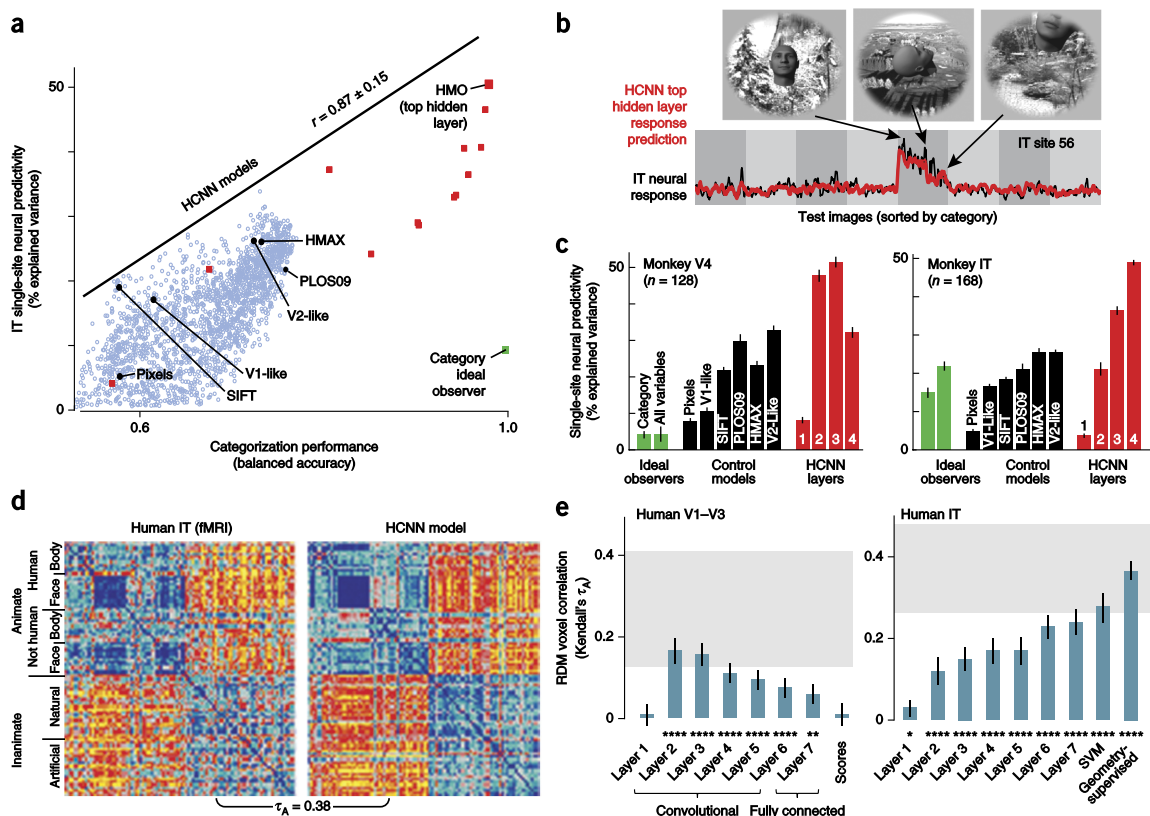 a
IT single-site neural predictivity
(% explained variance)
50
0
0.6
1.0
Categorization performance
(balanced accuracy)
r = 0.87 ± 0.15
HCNN models
HMO
(top hidden
layer)
HMAX
PLOS09
V2-like
V1-like
SIFT
Pixels
Category
ideal
observer
b
HCNN top
hidden layer
response
prediction
IT neural
response
IT site 56
Test images (sorted by category)
c
Single-site neural predictivity
(% explained variance)
Monkey V4
(n = 128)
50
0
Category
All variables
Pixels
V1-like
SIFT
PLOS09
HMAX
V2-Like
1
2
3
4
Ideal
observers
Control
models
HCNN
layers
Monkey IT
(n = 168)
50
0
Pixels
V1-Like
SIFT
PLOS09
HMAX
V2-like
1
2
3
4
Ideal
observers
Control
models
HCNN
layers
d
Human IT (fMRI)
HCNN model
Animate
Human
Body
Face
Not human
Body
Face
Inanimate
Natural
Artificial
τA = 0.38
e
RDM voxel correlation
(Kendall's τA)
Human V1–V3
0.4
0.2
0
**** **** **** **** **** **
Layer 1
Layer 2
Layer 3
Layer 4
Layer 5
Layer 6
Layer 7
Scores
Convolutional
Fully connected
Human IT
0.4
0.2
0
* **** **** **** **** **** **** **** ****
Layer 1
Layer 2
Layer 3
Layer 4
Layer 5
Layer 6
Layer 7
SVM
Geometry-
supervised